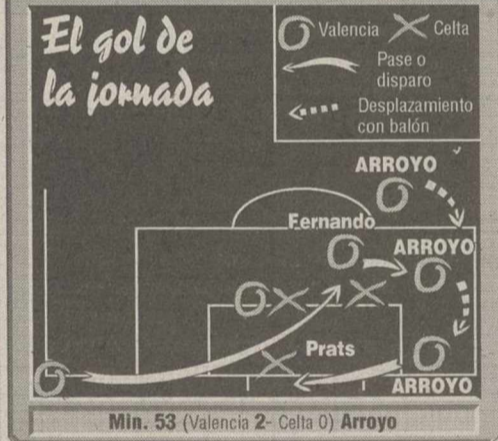 El gol de
la jornada
Valencia Celta
Pase o
disparo
Desplazamiento
con balón
ARROYO
Fernando
ARROYO
Prats
ARROYO
Min. 53 (Valencia 2- Celta 0) Arroyo